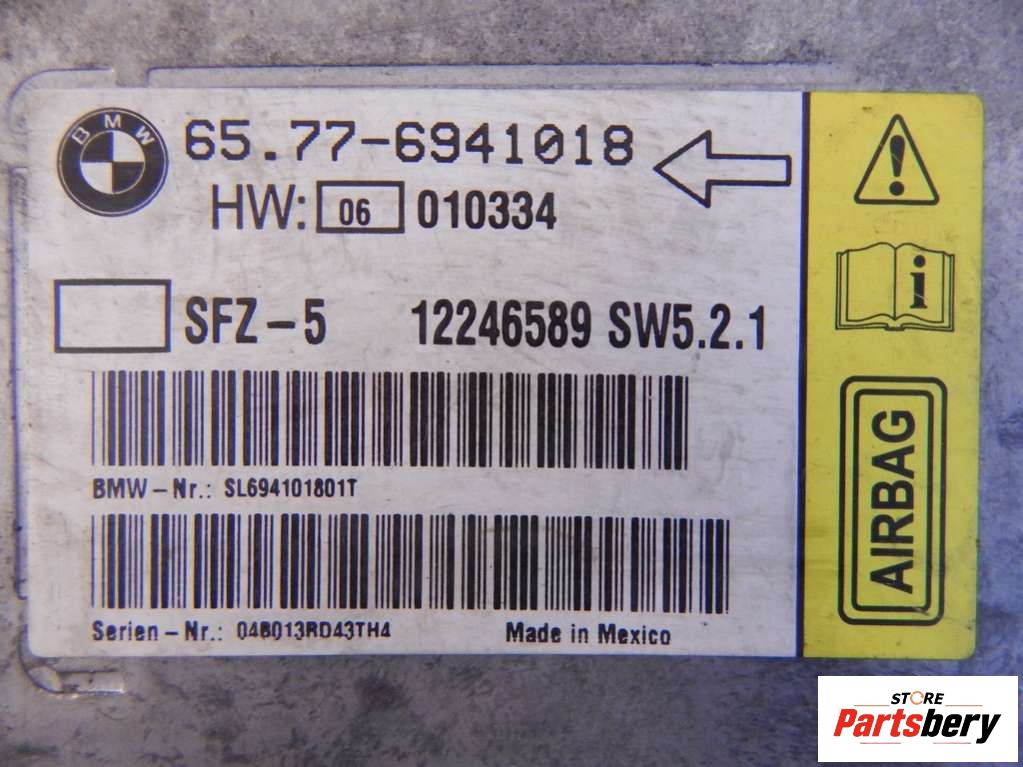 BMW
65.77-6941018
HW: 06 010334
SFZ-5 12246589 SW5.2.1
BMW-Nr.: SL694101801T
Serien-Nr.: 04B013RD43TH4 Made in Mexico
AIRBAG
STORE
Partsbery